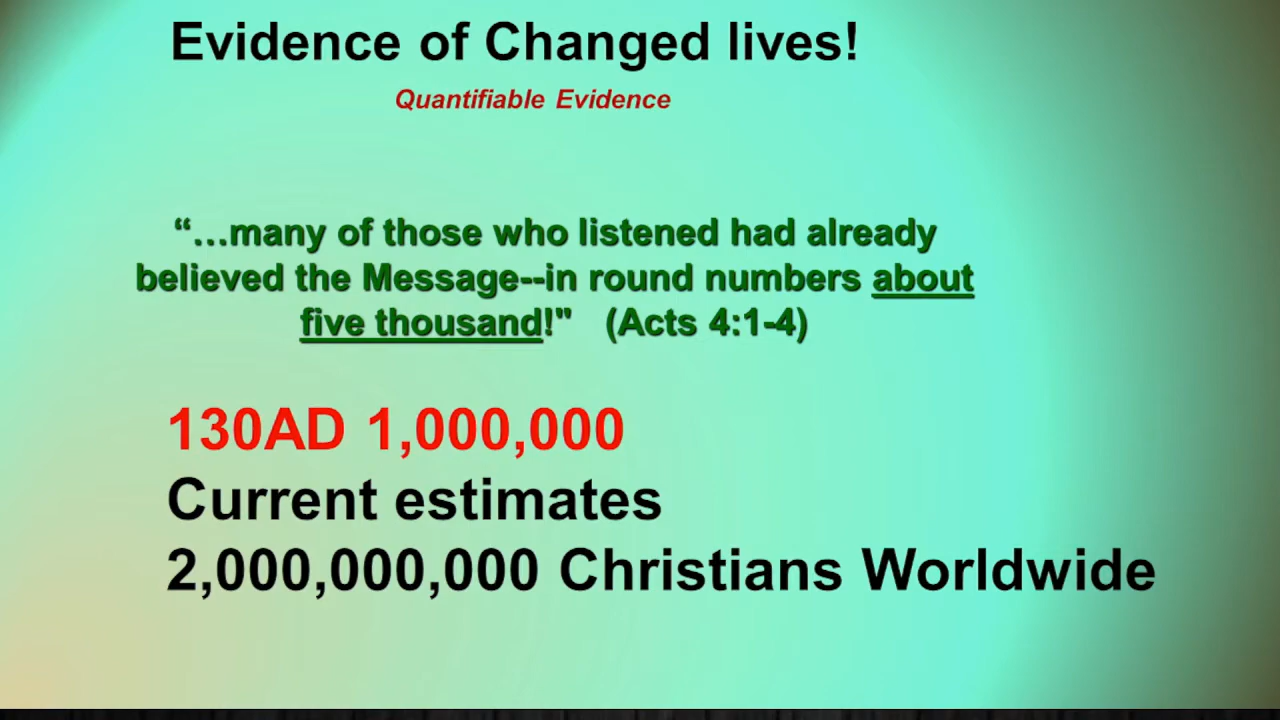 Evidence of Changed lives!
Quantifiable Evidence
“…many of those who listened had already
believed the Message--in round numbers about
five thousand!" (Acts 4:1-4)
130AD 1,000,000
Current estimates
2,000,000,000 Christians Worldwide